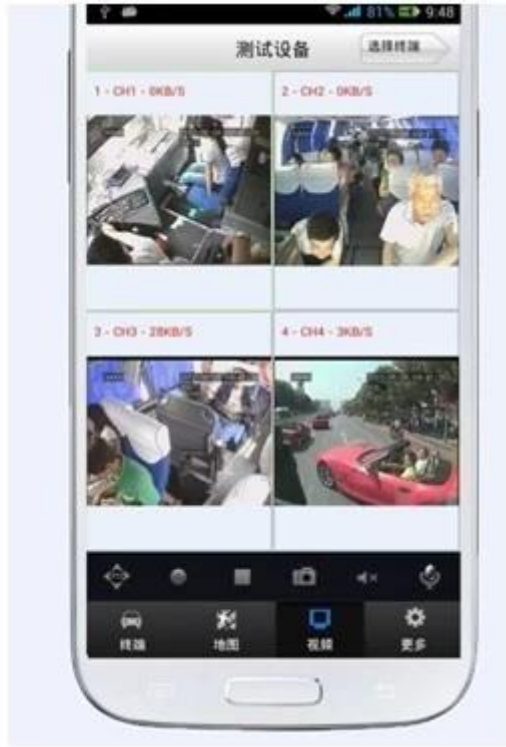 81% 9:48
测试设备 选择终端
1 - CH1 - 0KB/S 2 - CH2 - 0KB/S
3 - CH3 - 28KB/S 4 - CH4 - 3KB/S
终端 地图 视频 更多